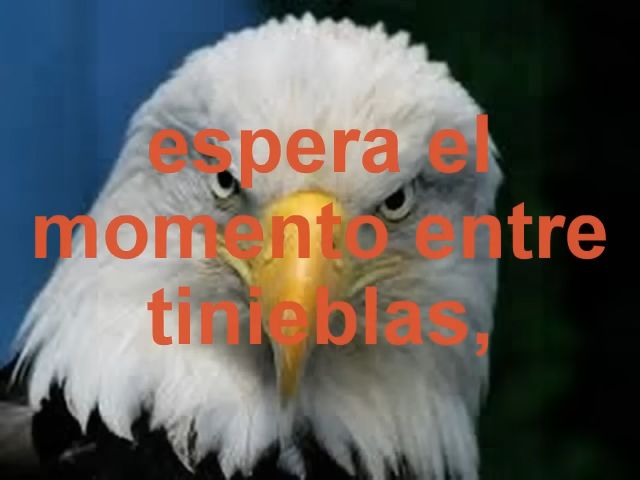 espera el
momento entre
tinieblas,